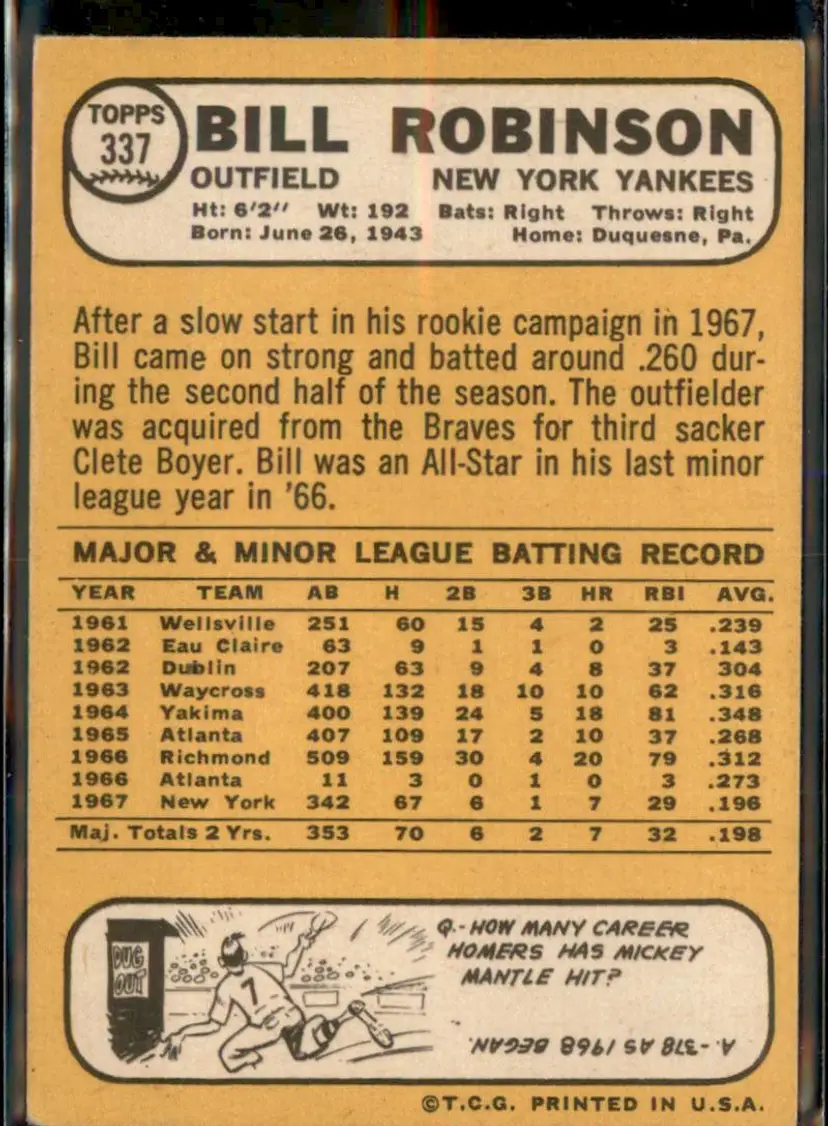 TOPPS
337
BILL ROBINSON
OUTFIELD NEW YORK YANKEES
Ht: 6'2" Wt: 192 Bats: Right Throws: Right
Born: June 26, 1943 Home: Duquesne, Pa.
After a slow start in his rookie campaign in 1967,
Bill came on strong and batted around .260 dur-
ing the second half of the season. The outfielder
was acquired from the Braves for third sacker
Clete Boyer. Bill was an All-Star in his last minor
league year in '66.
MAJOR & MINOR LEAGUE BATTING RECORD
YEAR TEAM AB H 2B 3B HR RBI AVG.
1961 Wellsville 251 60 15 4 2 25 .239
1962 Eau Claire 63 9 1 1 0 3 .143
1962 Dublin 207 63 9 4 8 37 304
1963 Waycross 418 132 18 10 10 62 .316
1964 Yakima 400 139 24 5 18 81 .348
1965 Atlanta 407 109 17 2 10 37 .268
1966 Richmond 509 159 30 4 20 79 .312
1966 Atlanta 11 3 0 1 0 3 .273
1967 New York 342 67 6 1 7 29 .196
Maj. Totals 2 Yrs. 353 70 6 2 7 32 .198
DUG
OUT
7
Q.- HOW MANY CAREER
HOMERS HAS MICKEY
MANTLE HIT?
A.- 378 AS 1968 BEGAN.
©T.C.G. PRINTED IN U.S.A.